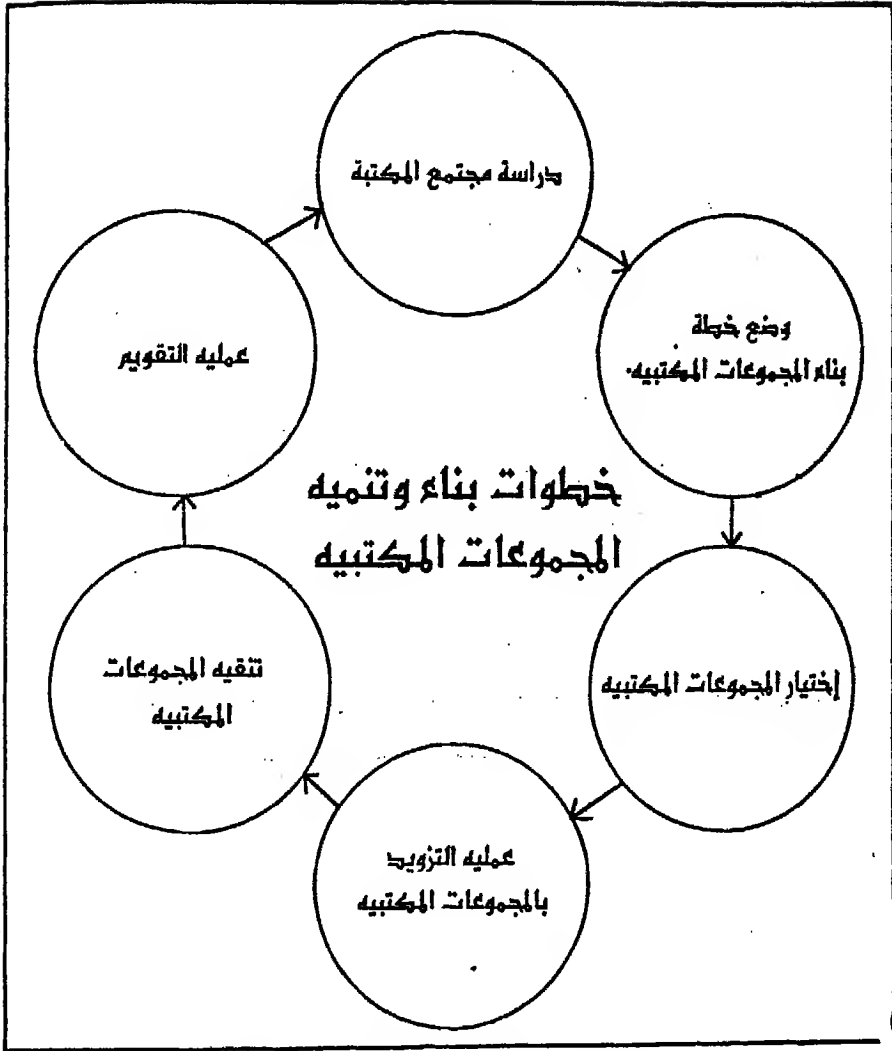 دراسة مجتمع المكتبة
وضع خطة
بناء المجموعات المكتبيه.
إختيار المجموعات المكتبيه
عمليه التزويد
بالمجموعات المكتبيه
تنقيه المجموعات
المكتبيه
عمليه التقويم
خطوات بناء وتنميه
المجموعات المكتبيه